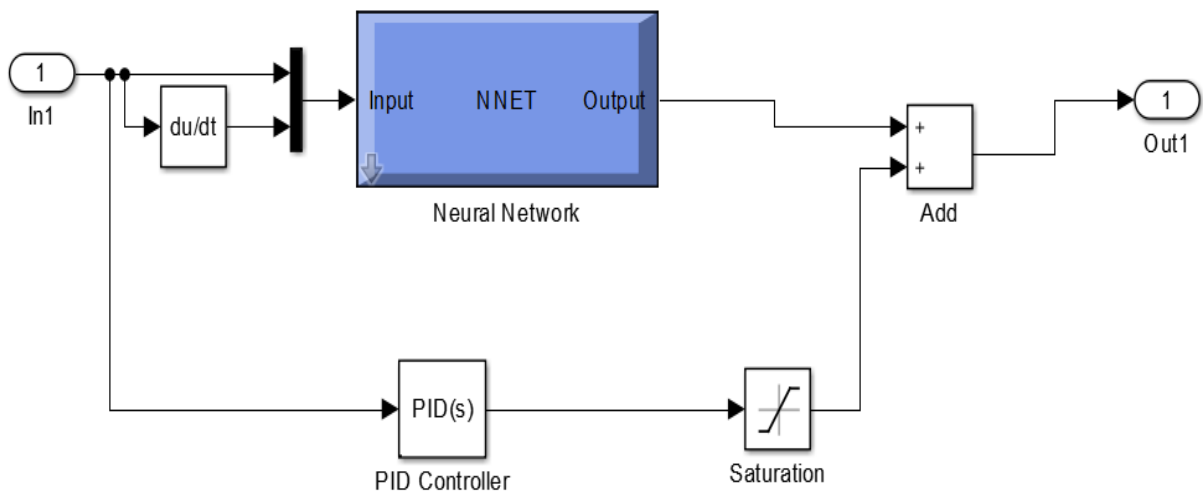 1
In1
du/dt
Input NNET Output
Neural Network
+
+
Add
1
Out1
PID(s)
PID Controller
Saturation